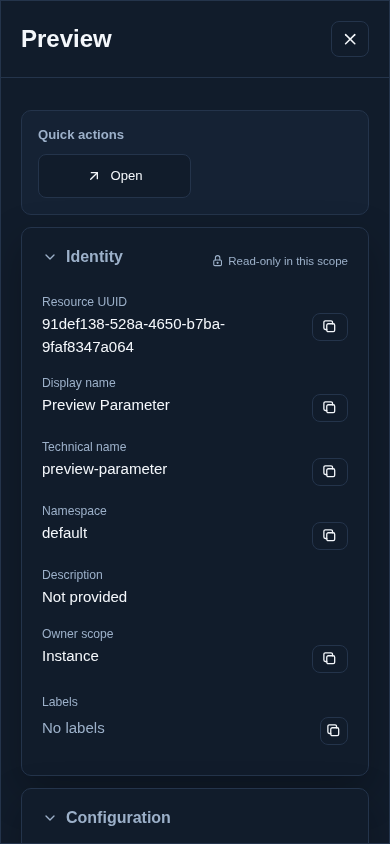 Preview
Quick actions
Open
Identity
Read-only in this scope
Resource UUID
91def138-528a-4650-b7ba-
9faf8347a064
Display name
Preview Parameter
Technical name
preview-parameter
Namespace
default
Description
Not provided
Owner scope
Instance
Labels
No labels
Configuration